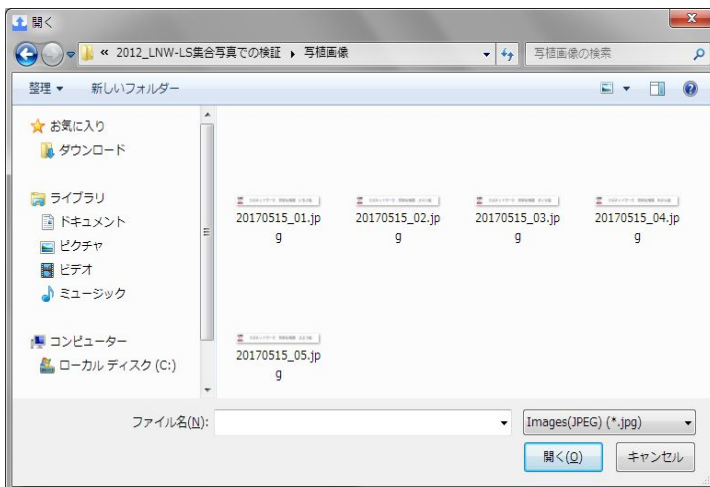 開く
« 2012_LNW-LS集合写真での検証 ▸ 写植画像
写植画像の検索
整理 ▼ 新しいフォルダー
お気に入り
ダウンロード
ライブラリ
ドキュメント
ピクチャ
ビデオ
ミュージック
コンピューター
ローカル ディスク (C:)
20170515_01.jp
g
20170515_02.jp
g
20170515_03.jp
g
20170515_04.jp
g
20170515_05.jp
g
ファイル名(N):
Images(JPEG) (*.jpg)
開く(O) キャンセル